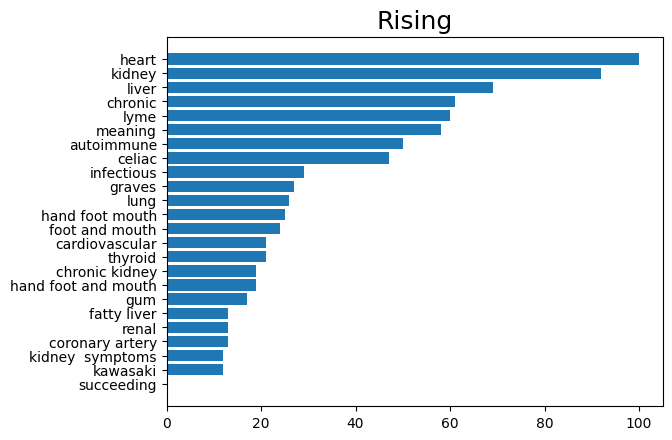 Rising
heart
kidney
liver
chronic
lyme
meaning
autoimmune
celiac
infectious
graves
lung
hand foot mouth
foot and mouth
cardiovascular
thyroid
chronic kidney
hand foot and mouth
gum
fatty liver
renal
coronary artery
kidney  symptoms
kawasaki
succeeding
0 20 40 60 80 100